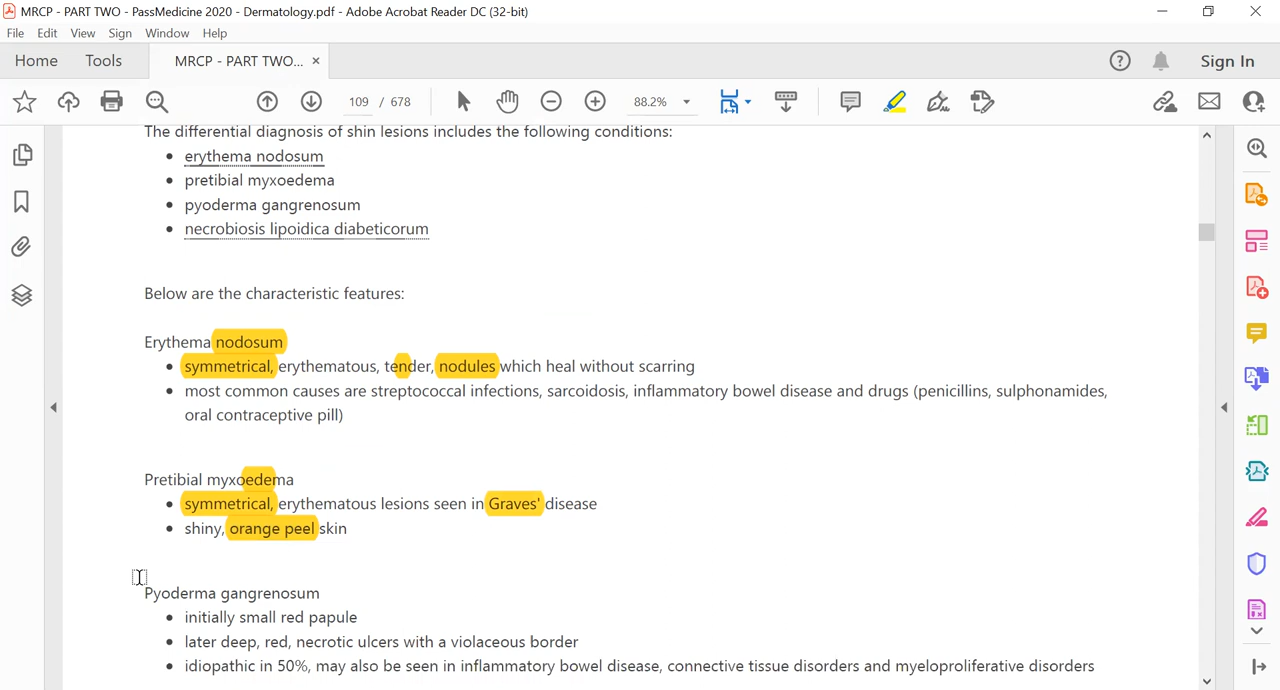 MRCP - PART TWO - PassMedicine 2020 - Dermatology.pdf - Adobe Acrobat Reader DC (32-bit)
File Edit View Sign Window Help
Home Tools MRCP - PART TWO... × Sign In
109 / 678 88.2%
The differential diagnosis of shin lesions includes the following conditions:
• erythema nodosum
• pretibial myxoedema
• pyoderma gangrenosum
• necrobiosis lipoidica diabeticorum
Below are the characteristic features:
Erythema nodosum
• symmetrical, erythematous, tender, nodules which heal without scarring
• most common causes are streptococcal infections, sarcoidosis, inflammatory bowel disease and drugs (penicillins, sulphonamides,
oral contraceptive pill)
Pretibial myxoedema
• symmetrical, erythematous lesions seen in Graves' disease
• shiny, orange peel skin
Pyoderma gangrenosum
• initially small red papule
• later deep, red, necrotic ulcers with a violaceous border
• idiopathic in 50%, may also be seen in inflammatory bowel disease, connective tissue disorders and myeloproliferative disorders